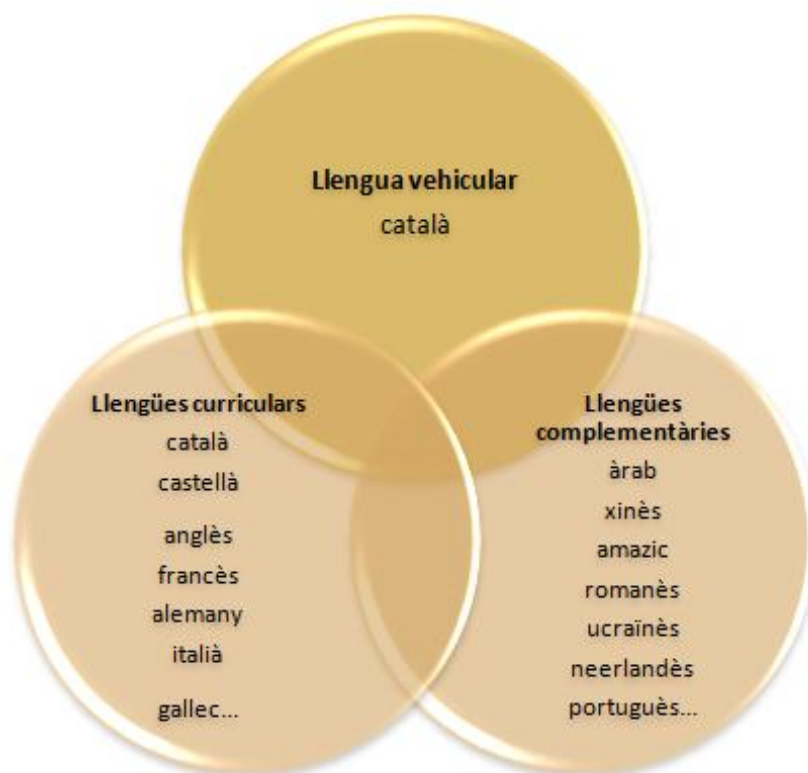 Llengua vehicular
català
Llengües curriculars
català
castellà
anglès
francès
alemany
italià
gallec...
Llengües
complementàries
àrab
xinès
amazic
romanès
ucraïnès
neerlandès
portuguès...